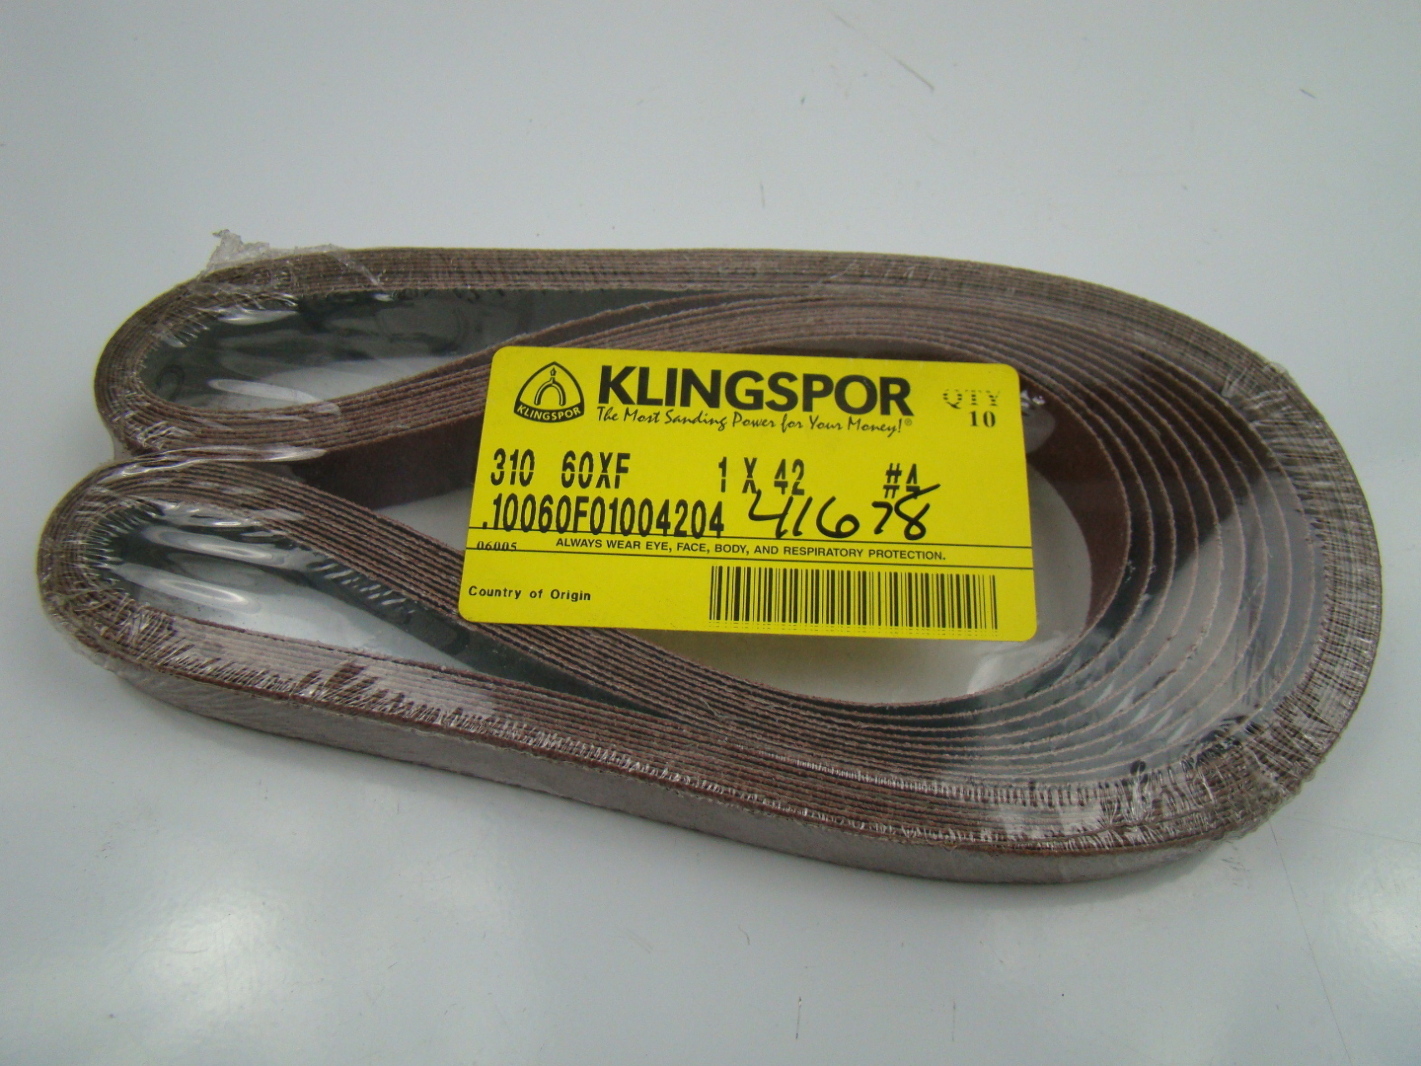 KLINGSPOR
KLINGSPOR
The Most Sanding Power for Your Money!®
QTY
10
310 60XF 1 X 42 #4
.10060F01004204 41678
06005 ALWAYS WEAR EYE, FACE, BODY, AND RESPIRATORY PROTECTION.
Country of Origin